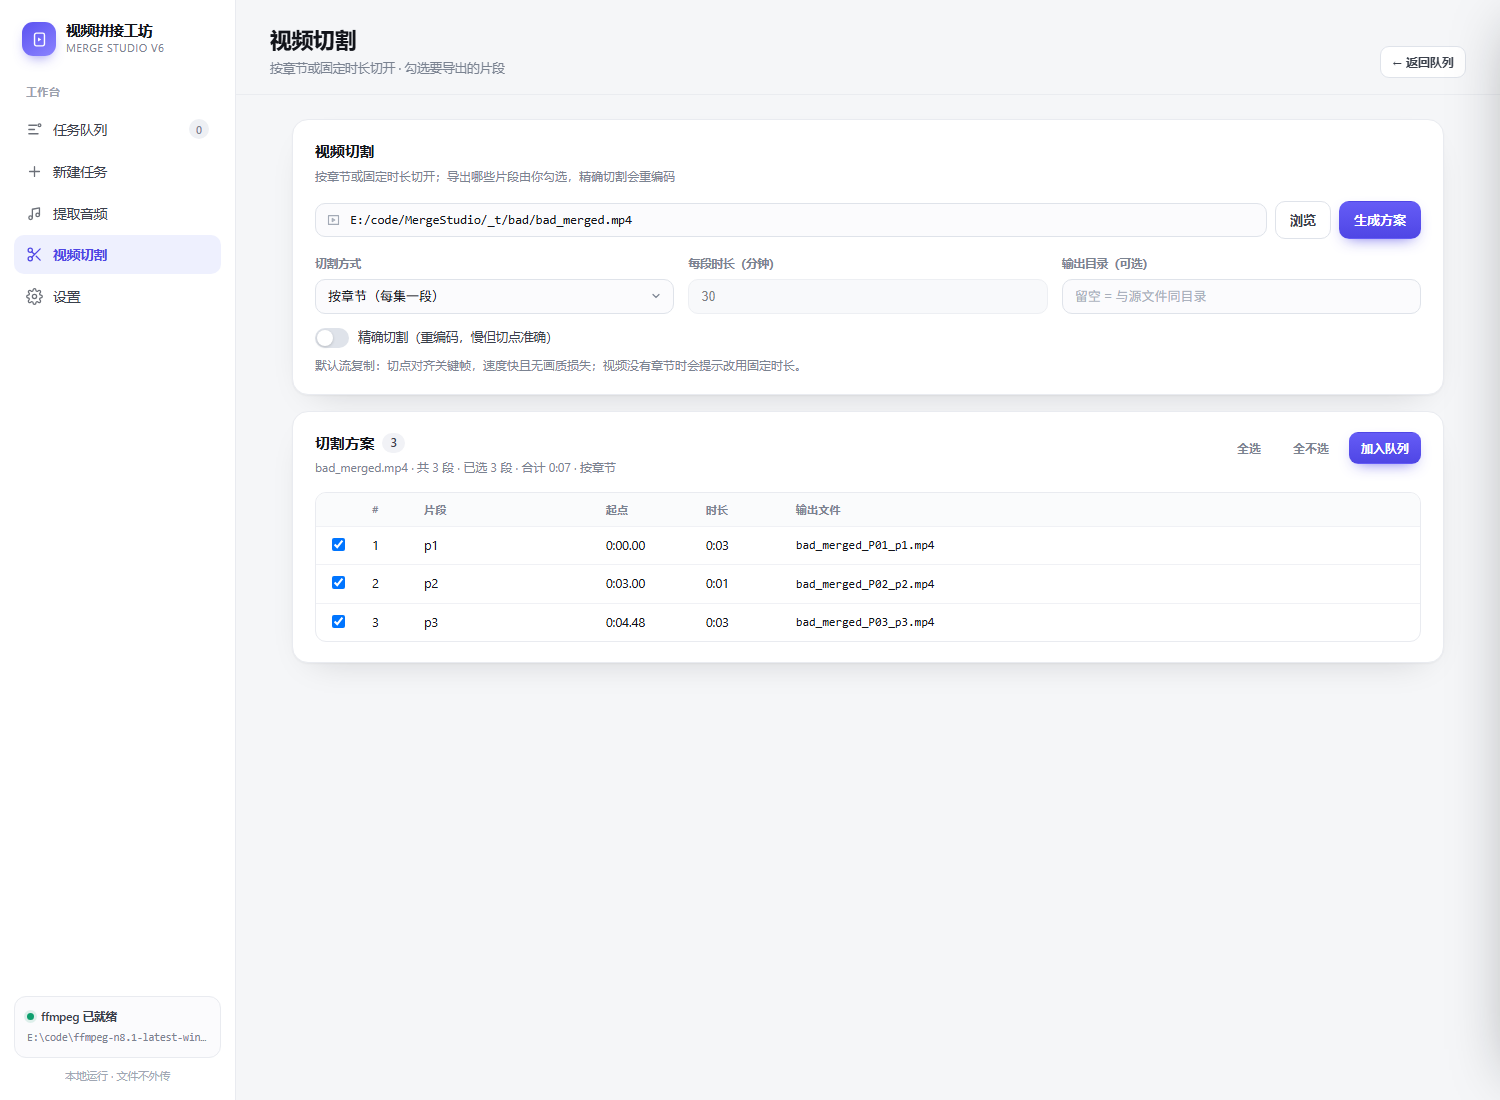 视频拼接工坊
MERGE STUDIO V6
工作台
任务队列 0
新建任务
提取音频
视频切割
设置
ffmpeg 已就绪
E:\code\ffmpeg-n8.1-latest-win…
本地运行 · 文件不外传
视频切割
按章节或固定时长切开 · 勾选要导出的片段
← 返回队列
视频切割
按章节或固定时长切开；导出哪些片段由你勾选，精确切割会重编码
E:/code/MergeStudio/_t/bad/bad_merged.mp4 浏览 生成方案
切割方式 每段时长（分钟） 输出目录（可选）
按章节（每集一段） 30 留空 = 与源文件同目录
精确切割（重编码，慢但切点准确）
默认流复制：切点对齐关键帧，速度快且无画质损失；视频没有章节时会提示改用固定时长。
切割方案 3
bad_merged.mp4 · 共 3 段 · 已选 3 段 · 合计 0:07 · 按章节
全选 全不选 加入队列
# 片段 起点 时长 输出文件
1 p1 0:00.00 0:03 bad_merged_P01_p1.mp4
2 p2 0:03.00 0:01 bad_merged_P02_p2.mp4
3 p3 0:04.48 0:03 bad_merged_P03_p3.mp4